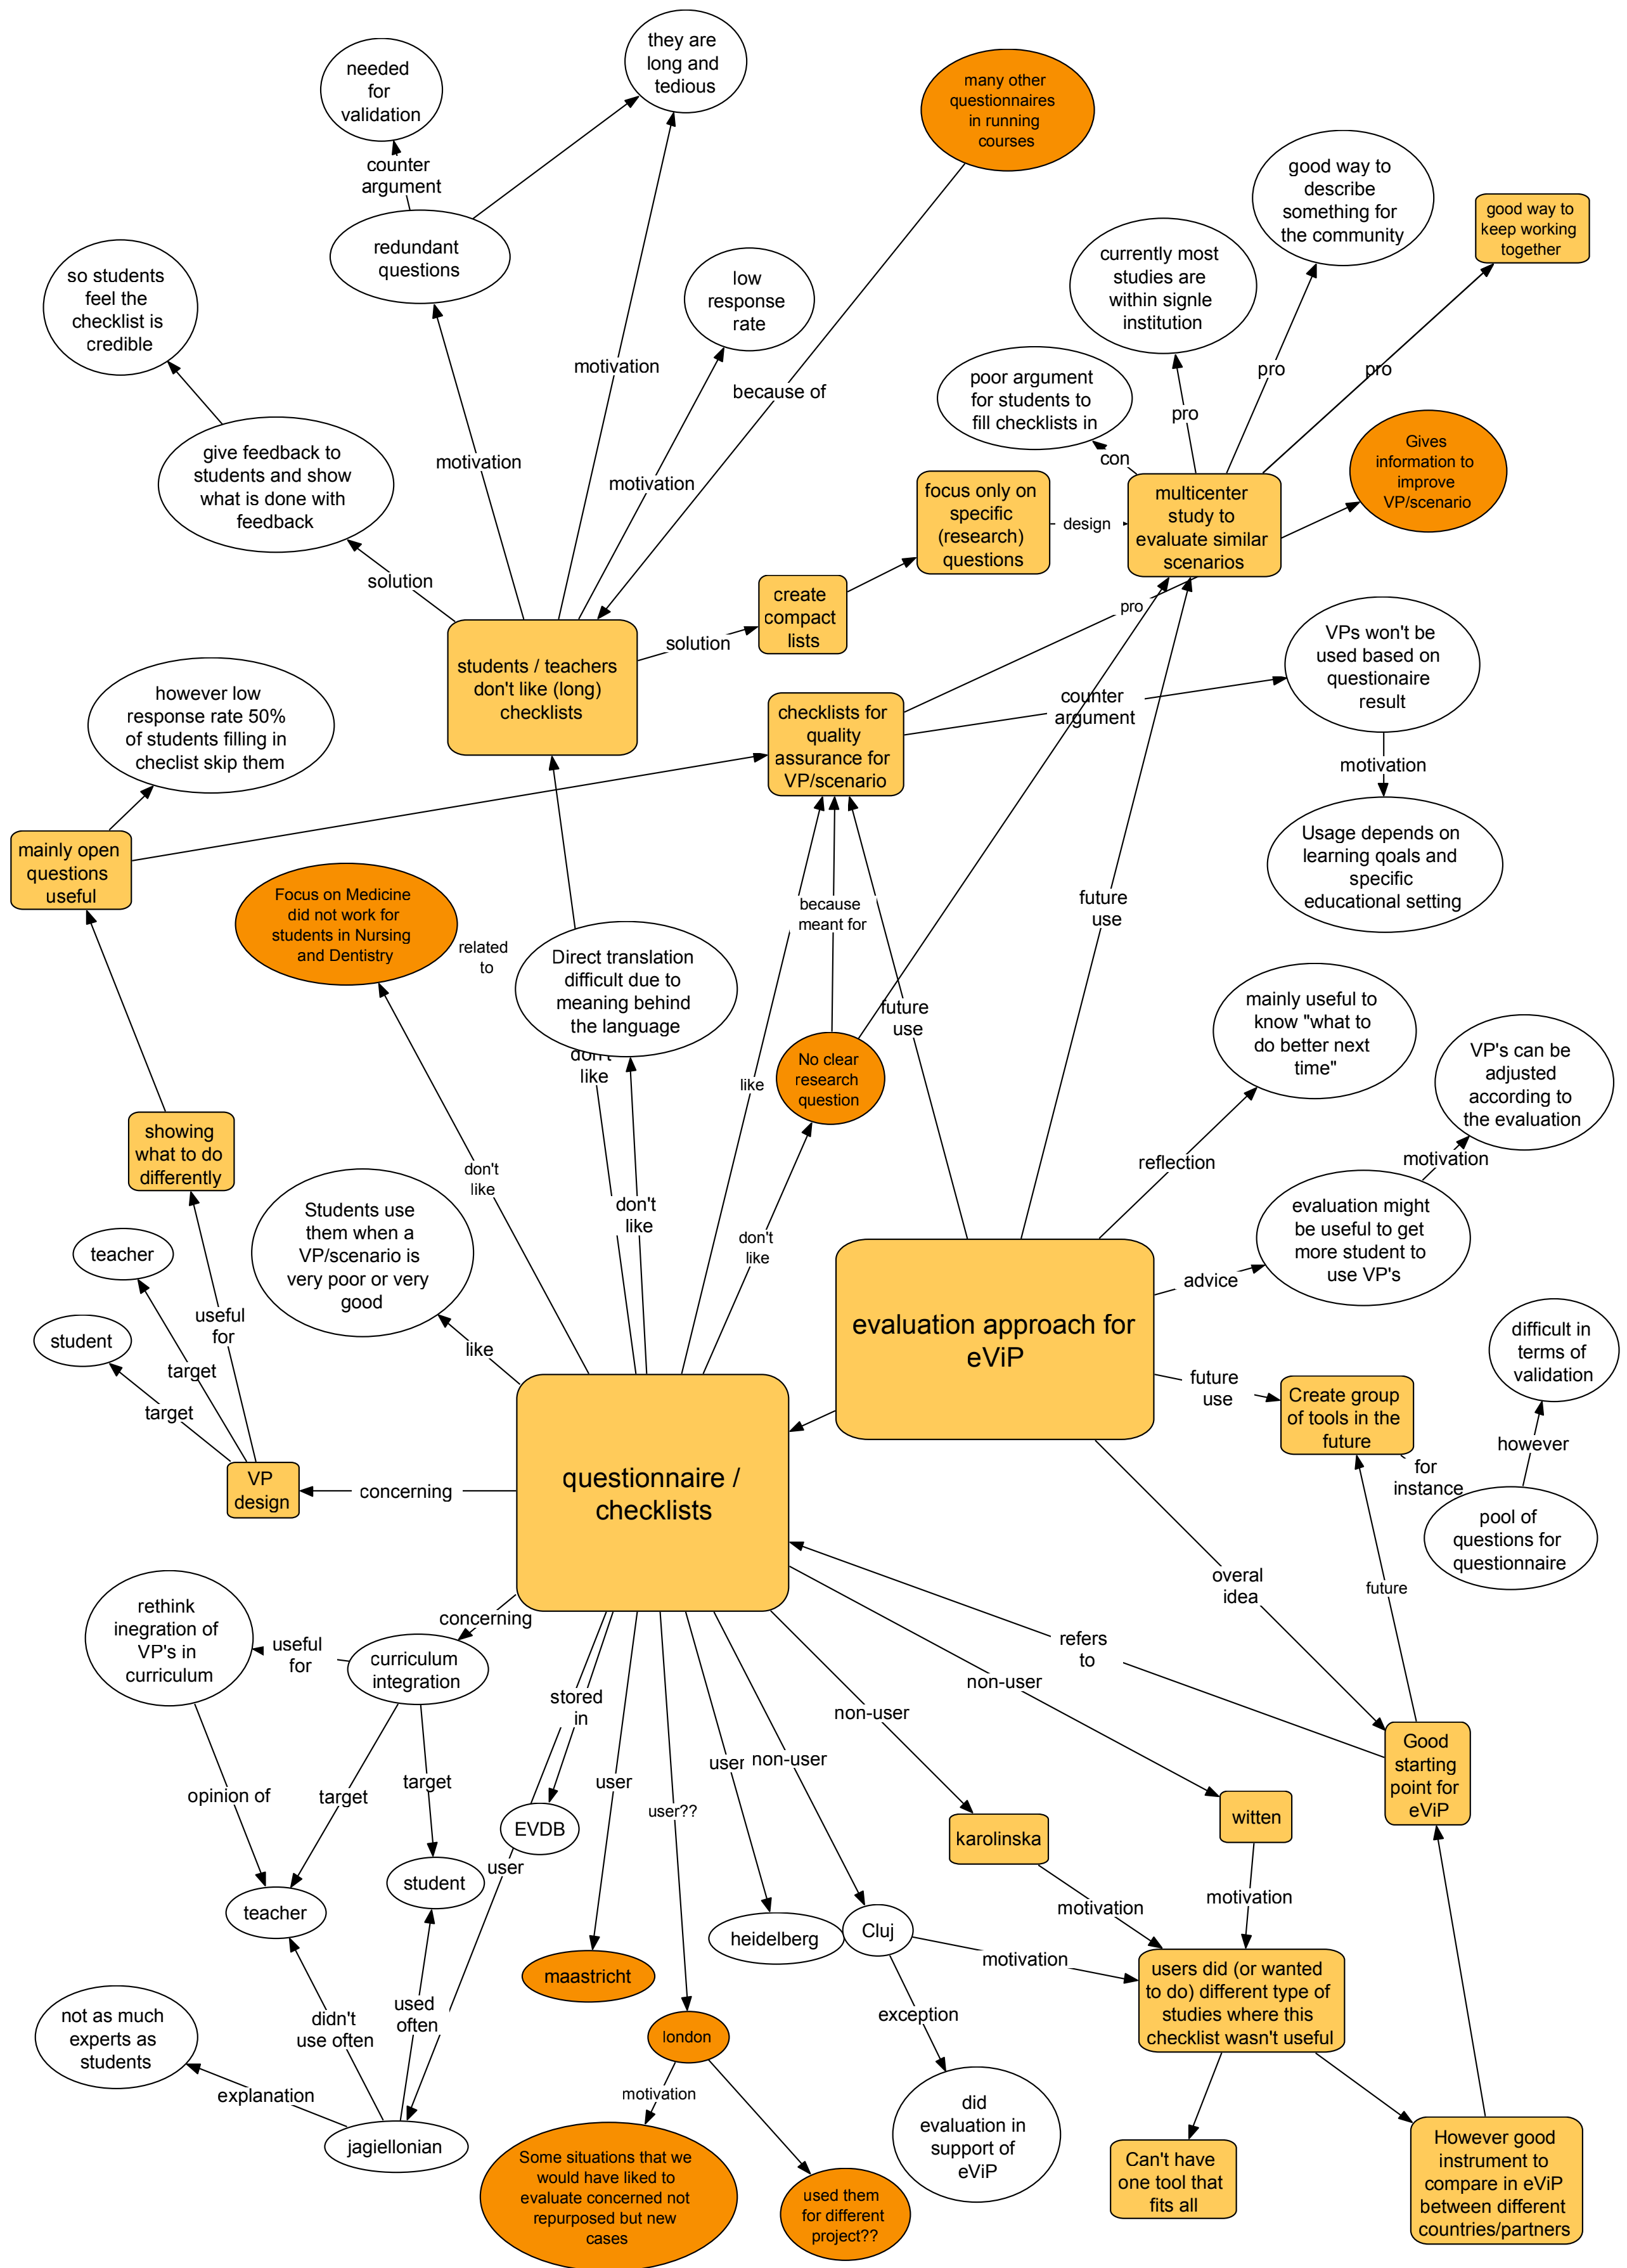 they are
long and
tedious
needed
for
validation
many other
questionnaires
in running
courses
counter
argument
good way to
describe
something for
the community
good way to
keep working
together
redundant
questions
currently most
studies are
within signle
institution
so students
feel the
checklist is
credible
low
response
rate
motivation
because of
pro
pro
poor argument
for students to
fill checklists in
pro
con
Gives
information to
improve
VP/scenario
give feedback to
students and show
what is done with
feedback
motivation
motivation
focus only on
specific
(research)
questions
design
multicenter
study to
evaluate similar
scenarios
solution
create
compact
lists
pro
solution
students / teachers
don't like (long)
checklists
VPs won't be
used based on
questionaire
result
however low
response rate 50%
of students filling in
checlist skip them
checklists for
quality
assurance for
VP/scenario
counter
argument
motivation
mainly open
questions
useful
Usage depends on
learning qoals and
specific
educational setting
Focus on Medicine
did not work for
students in Nursing
and Dentistry
related
to
because
meant for
future
use
Direct translation
difficult due to
meaning behind
the language
future
use
mainly useful to
know "what to
do better next
time"
don't
like
like
No clear
research
question
VP's can be
adjusted
according to
the evaluation
showing
what to do
differently
don't
like
reflection
motivation
Students use
them when a
VP/scenario is
very poor or very
good
don't
like
don't
like
evaluation might
be useful to get
more student to
use VP's
teacher
advice
useful
for
student
target
like
evaluation approach for
eViP
difficult in
terms of
validation
target
future
use
Create group
of tools in the
future
however
for
instance
VP
design
concerning
questionnaire /
checklists
pool of
questions for
questionnaire
overal
idea
future
rethink
inegration of
VP's in
curriculum
concerning
useful
for
curriculum
integration
refers
to
non-user
stored
in
non-user
Good
starting
point for
eViP
opinion of
target
target
user
user
non-user
user??
EVDB
karolinska
witten
user
student
teacher
motivation
motivation
heidelberg
Cluj
motivation
maastricht
users did (or wanted
to do) different type of
studies where this
checklist wasn't useful
not as much
experts as
students
didn't
use often
used
often
london
exception
explanation
motivation
did
evaluation in
support of
eViP
jagiellonian
Some situations that we
would have liked to
evaluate concerned not
repurposed but new
cases
used them
for different
project??
Can't have
one tool that
fits all
However good
instrument to
compare in eViP
between different
countries/partners